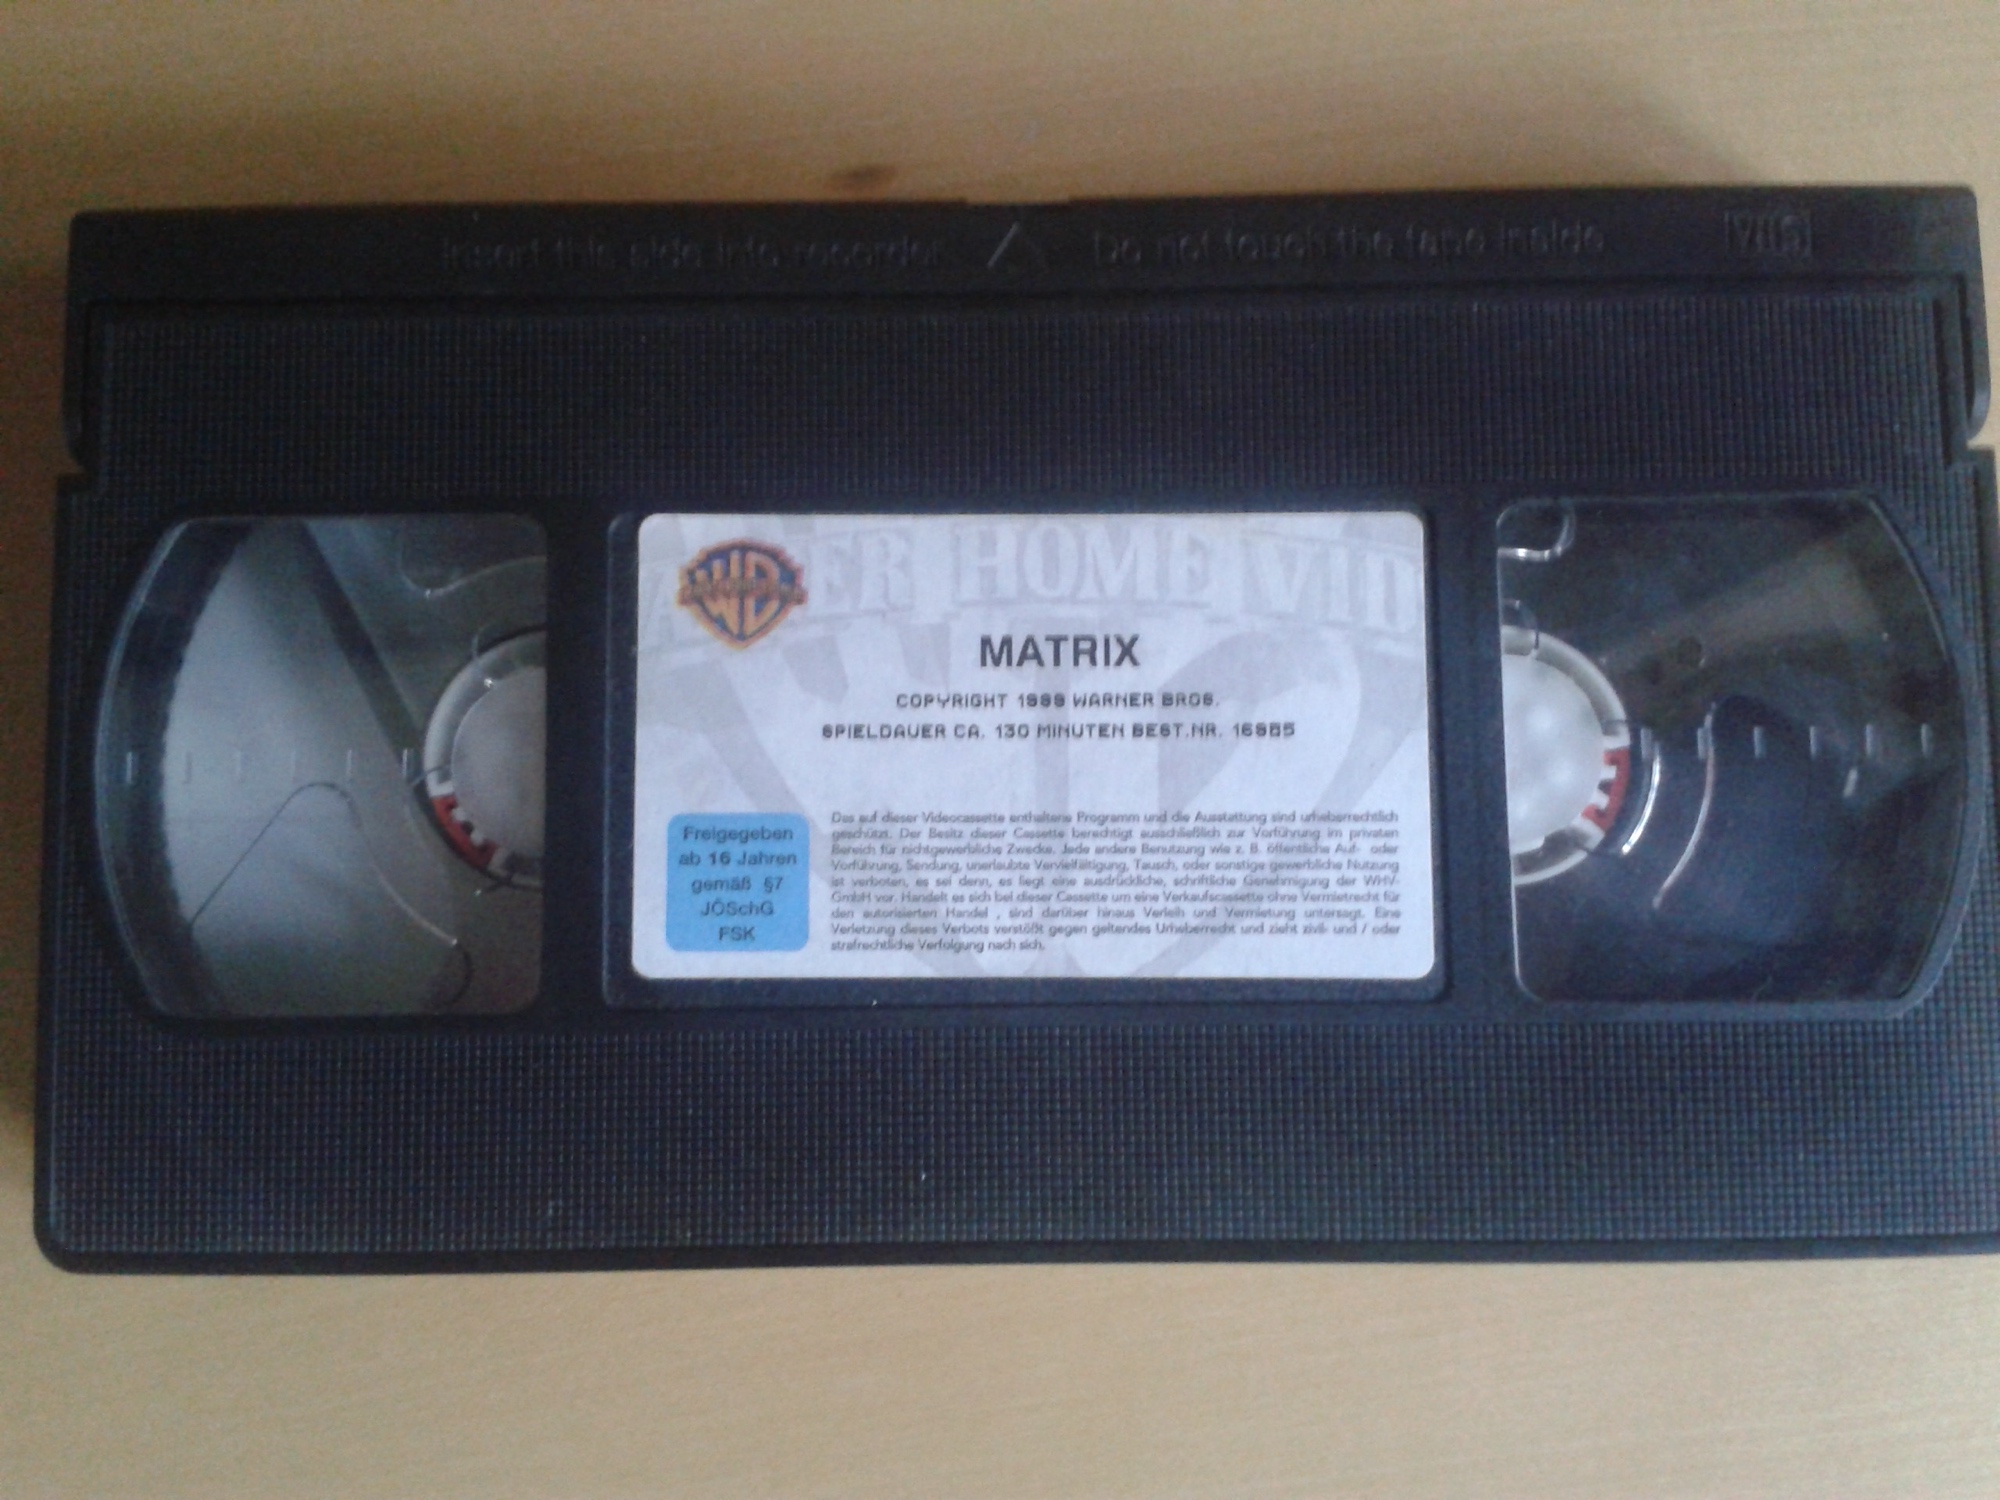 Insert this side into recorder △ Do not touch the tape inside VHS
WB
ER HOME VID
MATRIX
COPYRIGHT 1999 WARNER BROS.
SPIELDAUER CA. 130 MINUTEN BEST.NR. 16985
Freigegeben
ab 16 Jahren
gemäß §7
JÖSchG
FSK
Das auf dieser Videocassette enthaltene Programm und die Ausstattung sind urheberrechtlich
geschützt. Der Besitz dieser Cassette berechtigt ausschließlich zur Vorführung im privaten
Bereich für nichtgewerbliche Zwecke. Jede andere Benutzung wie z. B. öffentliche Auf- oder
Vorführung, Sendung, unerlaubte Vervielfältigung, Tausch, oder sonstige gewerbliche Nutzung
ist verboten, es sei denn, es liegt eine ausdrückliche, schriftliche Genehmigung der WHV-
GmbH vor. Handelt es sich bei dieser Cassette um eine Verkaufscassette ohne Vermietrecht für
den autorisierten Handel , sind darüber hinaus Verleih und Vermietung untersagt. Eine
Verletzung dieses Verbots verstößt gegen geltendes Urheberrecht und zieht zivil- und / oder
strafrechtliche Verfolgung nach sich.